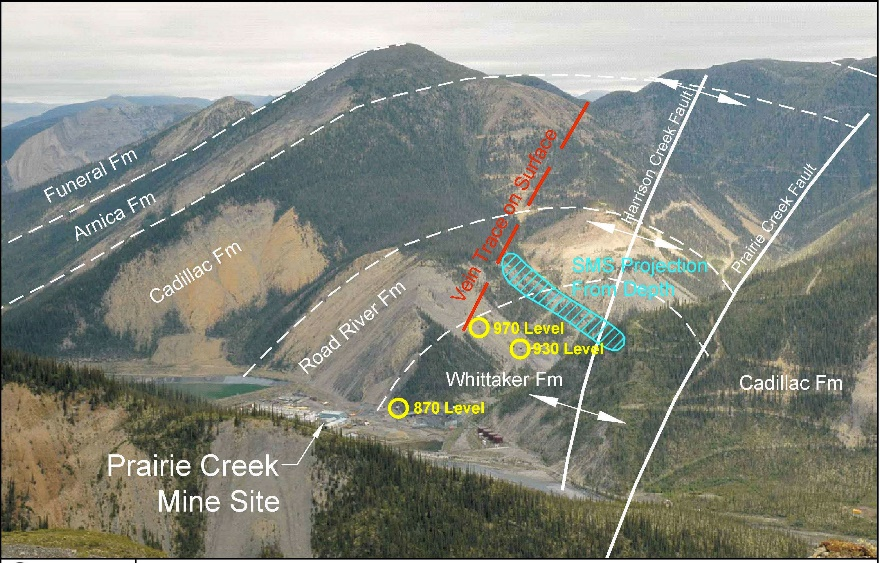 Funeral Fm
Arnica Fm
Cadillac Fm
Road River Fm
Vein Trace on Surface
Harrison Creek Fault
Prairie Creek Fault
SMS Projection
From Depth
970 Level
930 Level
Whittaker Fm
Cadillac Fm
870 Level
Prairie Creek
Mine Site